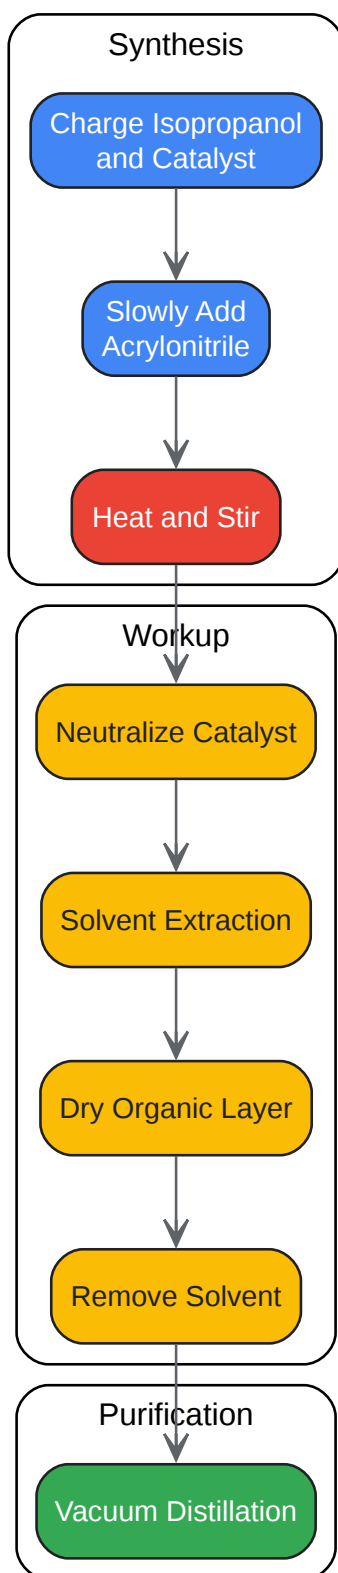 Synthesis
Charge Isopropanol
and Catalyst
Slowly Add
Acrylonitrile
Heat and Stir
Workup
Neutralize Catalyst
Solvent Extraction
Dry Organic Layer
Remove Solvent
Purification
Vacuum Distillation